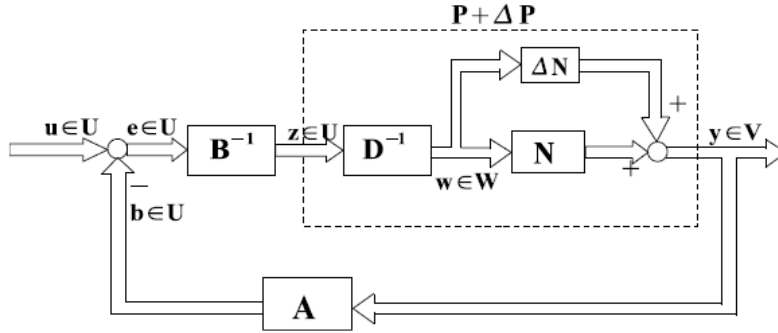 P + Δ P
ΔN
+
u∈U
e∈U
B⁻¹
z∈U
D⁻¹
N
y∈V
+
w∈W
−
b∈U
A